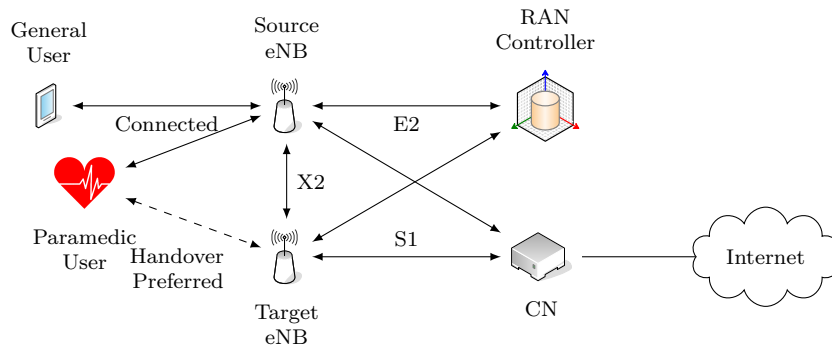 General
User
Source
eNB
RAN
Controller
Connected
E2
X2
Paramedic
User
Handover
Preferred
S1
Internet
Target
eNB
CN